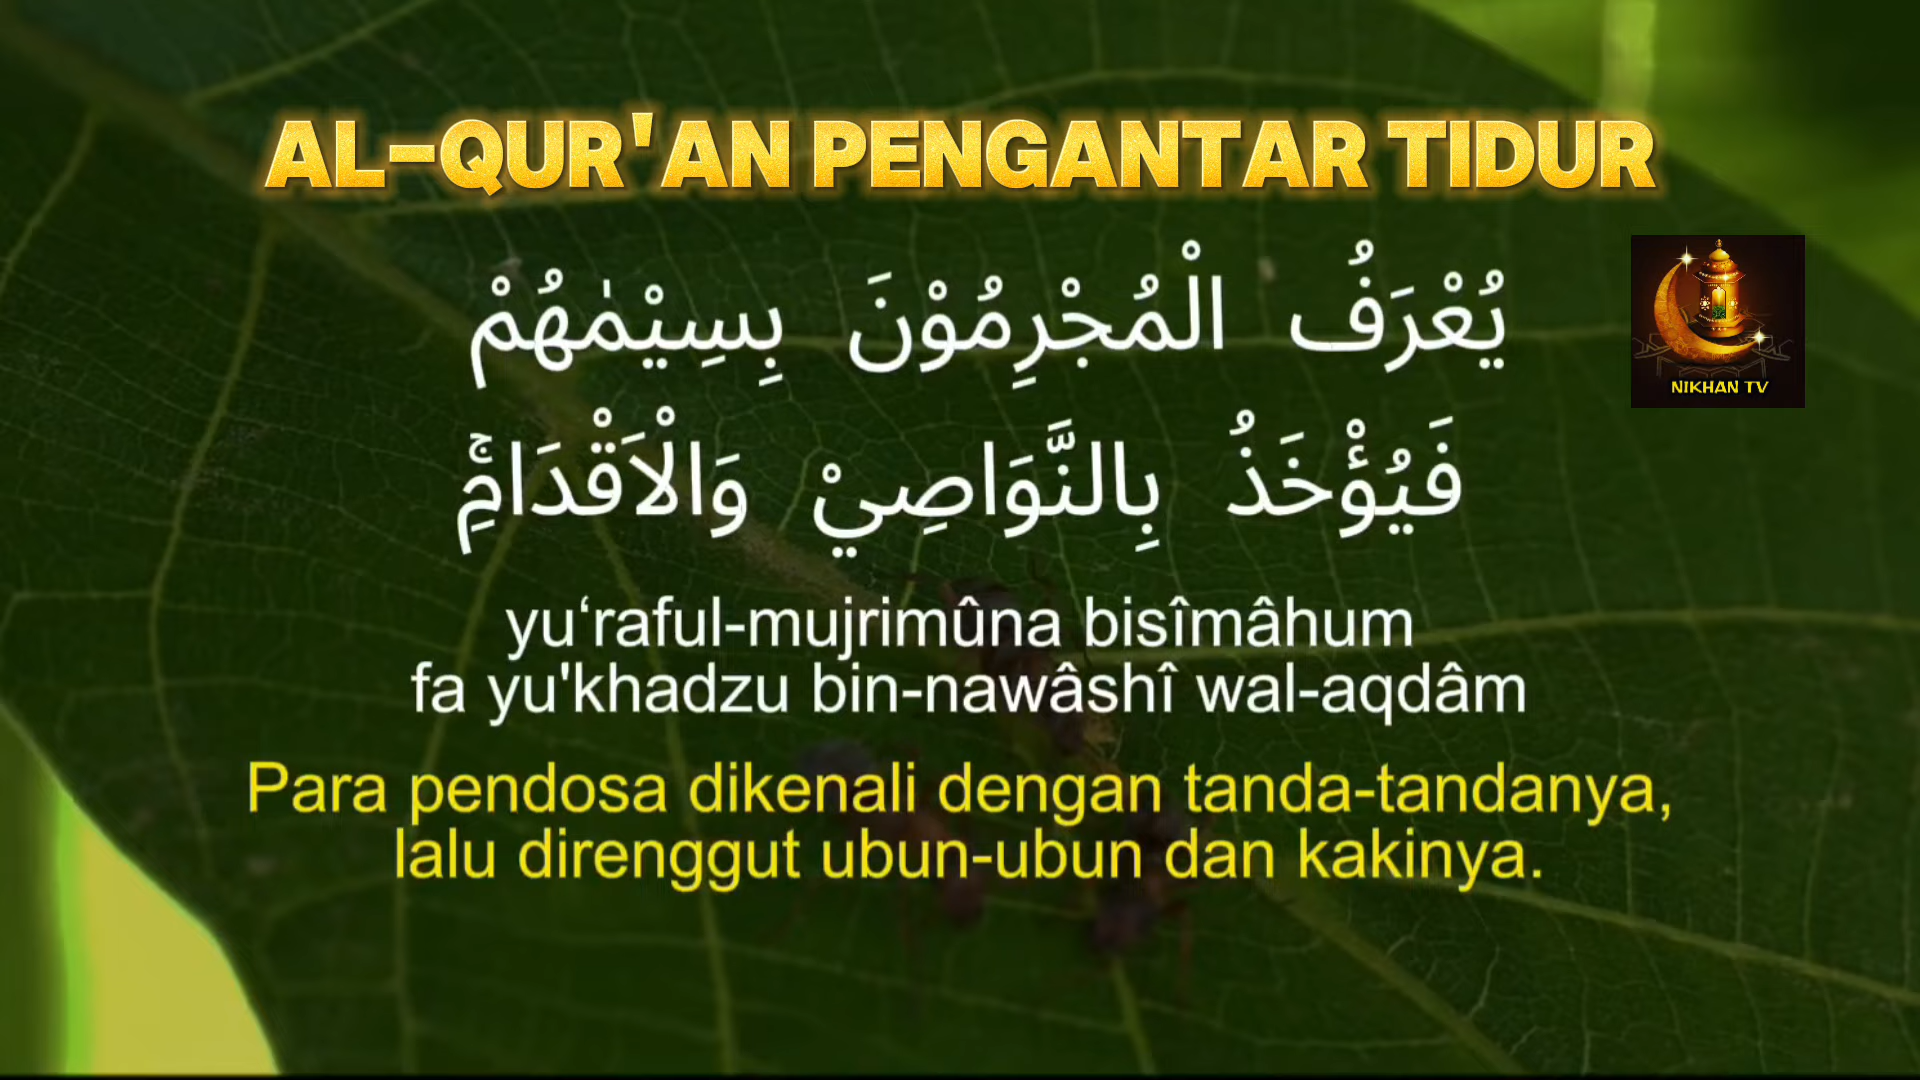 AL-QUR'AN PENGANTAR TIDUR
يُعْرَفُ الْمُجْرِمُوْنَ بِسِيْمٰهُمْ
NIKHAN TV
فَيُؤْخَذُ بِالنَّوَاصِيْ وَالْاَقْدَامِۚ
yu‘raful-mujrimûna bisîmâhum
fa yu'khadzu bin-nawâshî wal-aqdâm
Para pendosa dikenali dengan tanda-tandanya,
lalu direnggut ubun-ubun dan kakinya.